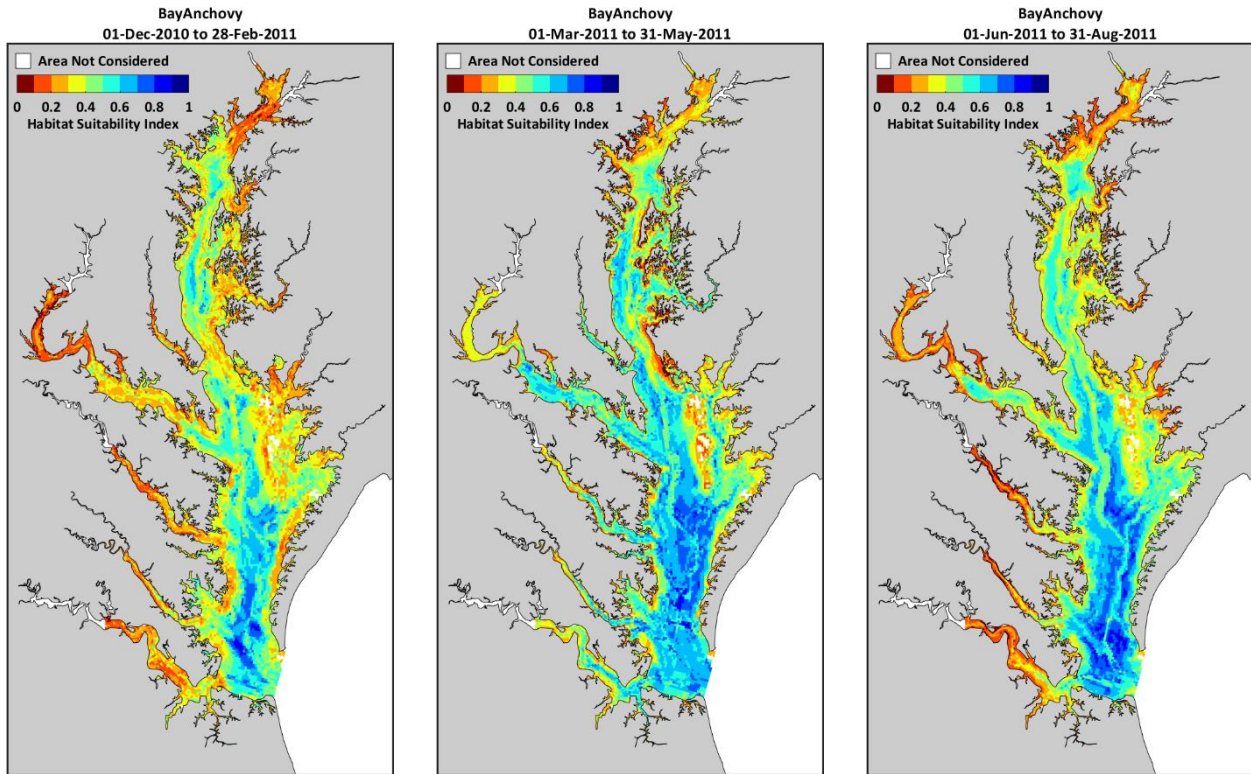 BayAnchovy
01-Dec-2010 to 28-Feb-2011
Area Not Considered
0 0.2 0.4 0.6 0.8 1
Habitat Suitability Index
BayAnchovy
01-Mar-2011 to 31-May-2011
Area Not Considered
0 0.2 0.4 0.6 0.8 1
Habitat Suitability Index
BayAnchovy
01-Jun-2011 to 31-Aug-2011
Area Not Considered
0 0.2 0.4 0.6 0.8 1
Habitat Suitability Index